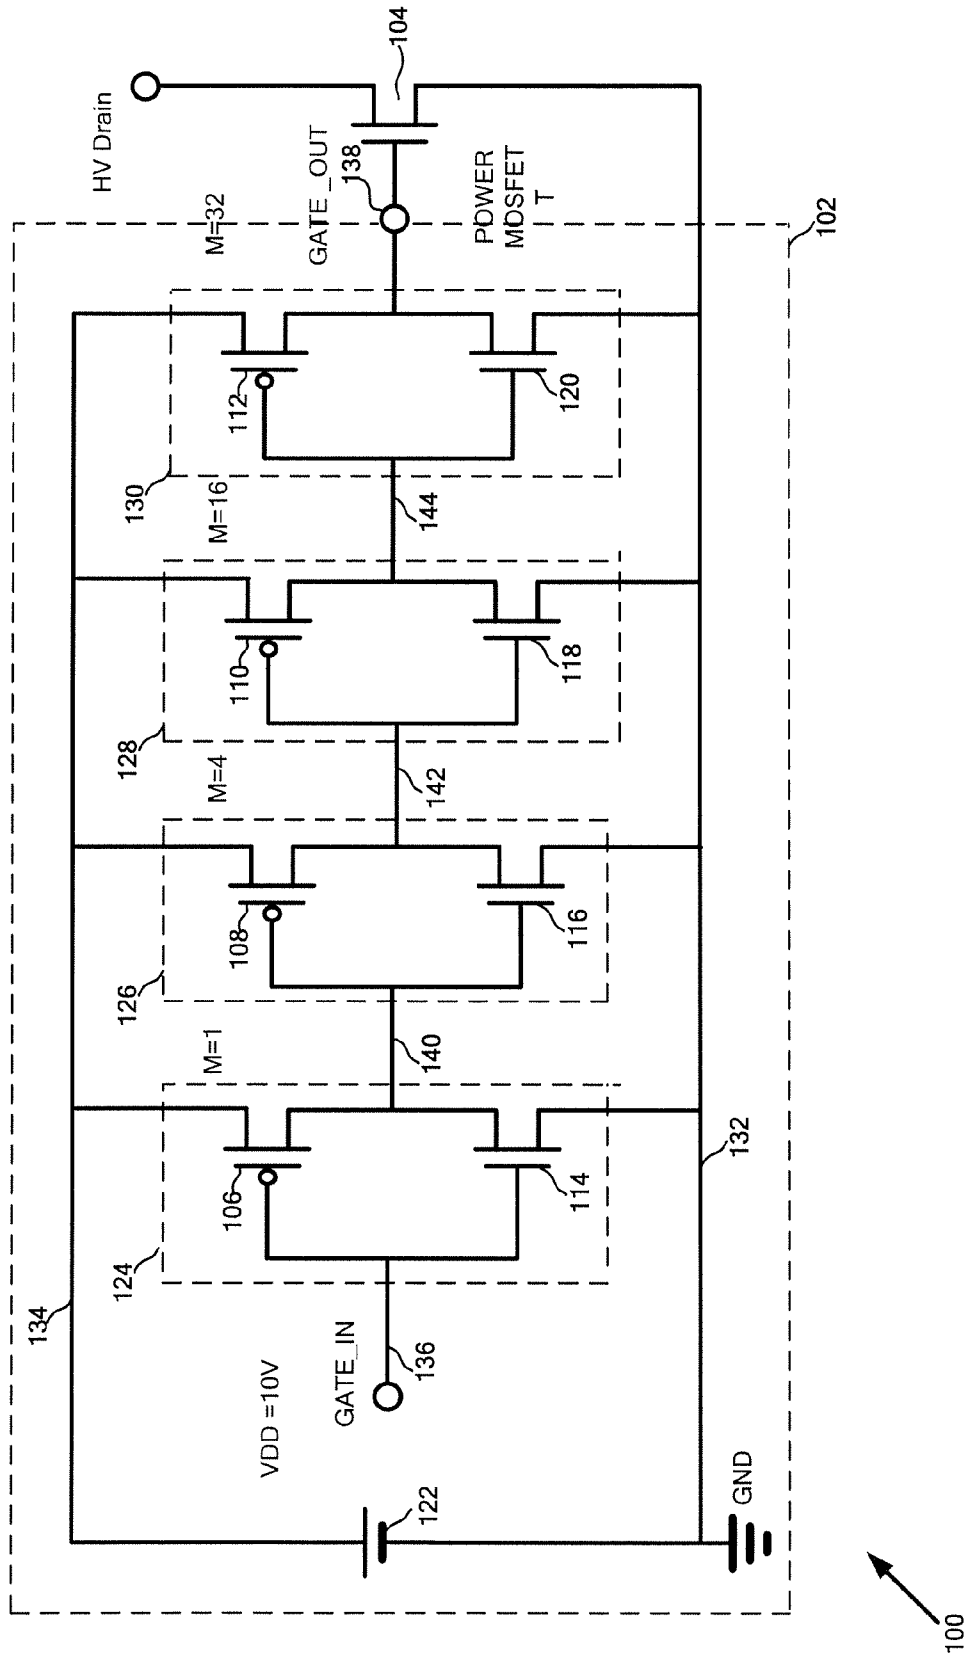 HV Drain
104
M=32
GATE_OUT
138
POWER
MOSFET
T
102
112
120
130
M=16
144
110
118
128
M=4
142
108
116
126
M=1
140
106
114
132
124
134
GATE_IN
136
VDD =10V
122
GND
100